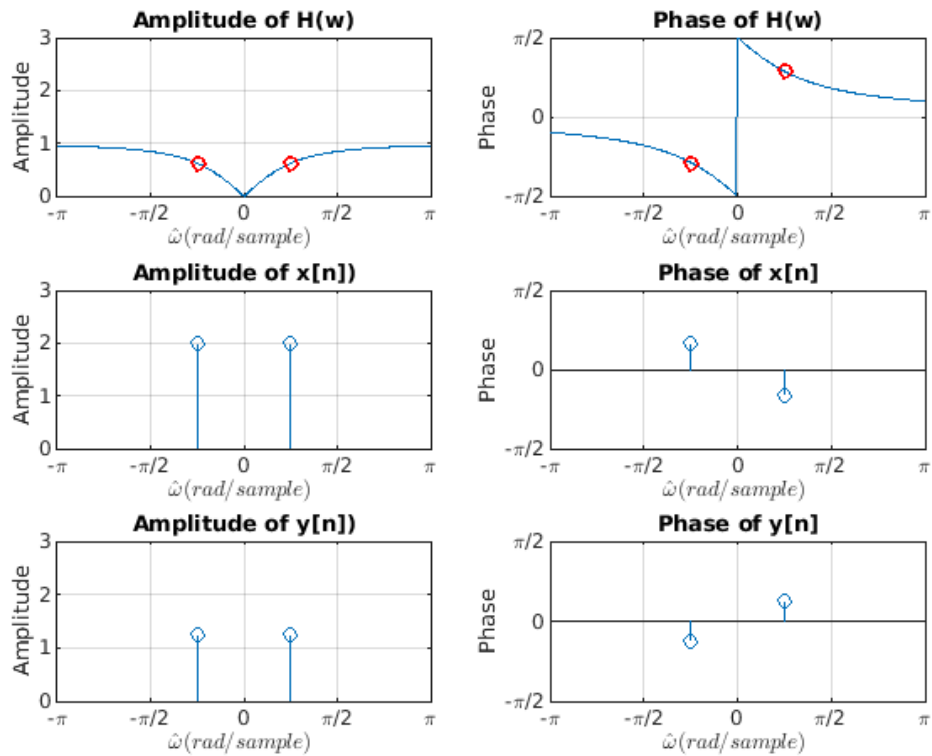 Amplitude of H(w)
Amplitude
3
2
1
0
-π
-π/2
0
π/2
π
ω̂(rad/sample)
Phase of H(w)
Phase
π/2
0
-π/2
-π
-π/2
0
π/2
π
ω̂(rad/sample)
Amplitude of x[n])
Amplitude
3
2
1
0
-π
-π/2
0
π/2
π
ω̂(rad/sample)
Phase of x[n]
Phase
π/2
0
-π/2
-π
-π/2
0
π/2
π
ω̂(rad/sample)
Amplitude of y[n])
Amplitude
3
2
1
0
-π
-π/2
0
π/2
π
ω̂(rad/sample)
Phase of y[n]
Phase
π/2
0
-π/2
-π
-π/2
0
π/2
π
ω̂(rad/sample)